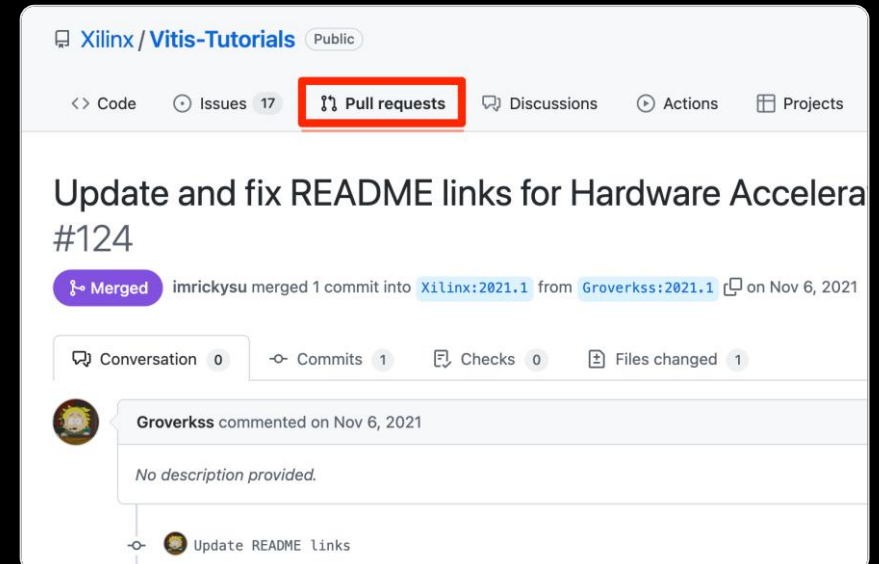 Xilinx / Vitis-Tutorials Public
Code Issues 17 Pull requests Discussions Actions Projects
Update and fix README links for Hardware Accelera
#124
Merged imrickysu merged 1 commit into Xilinx:2021.1 from Groverkss:2021.1 on Nov 6, 2021
Conversation 0 Commits 1 Checks 0 Files changed 1
Groverkss commented on Nov 6, 2021
No description provided.
Update README links